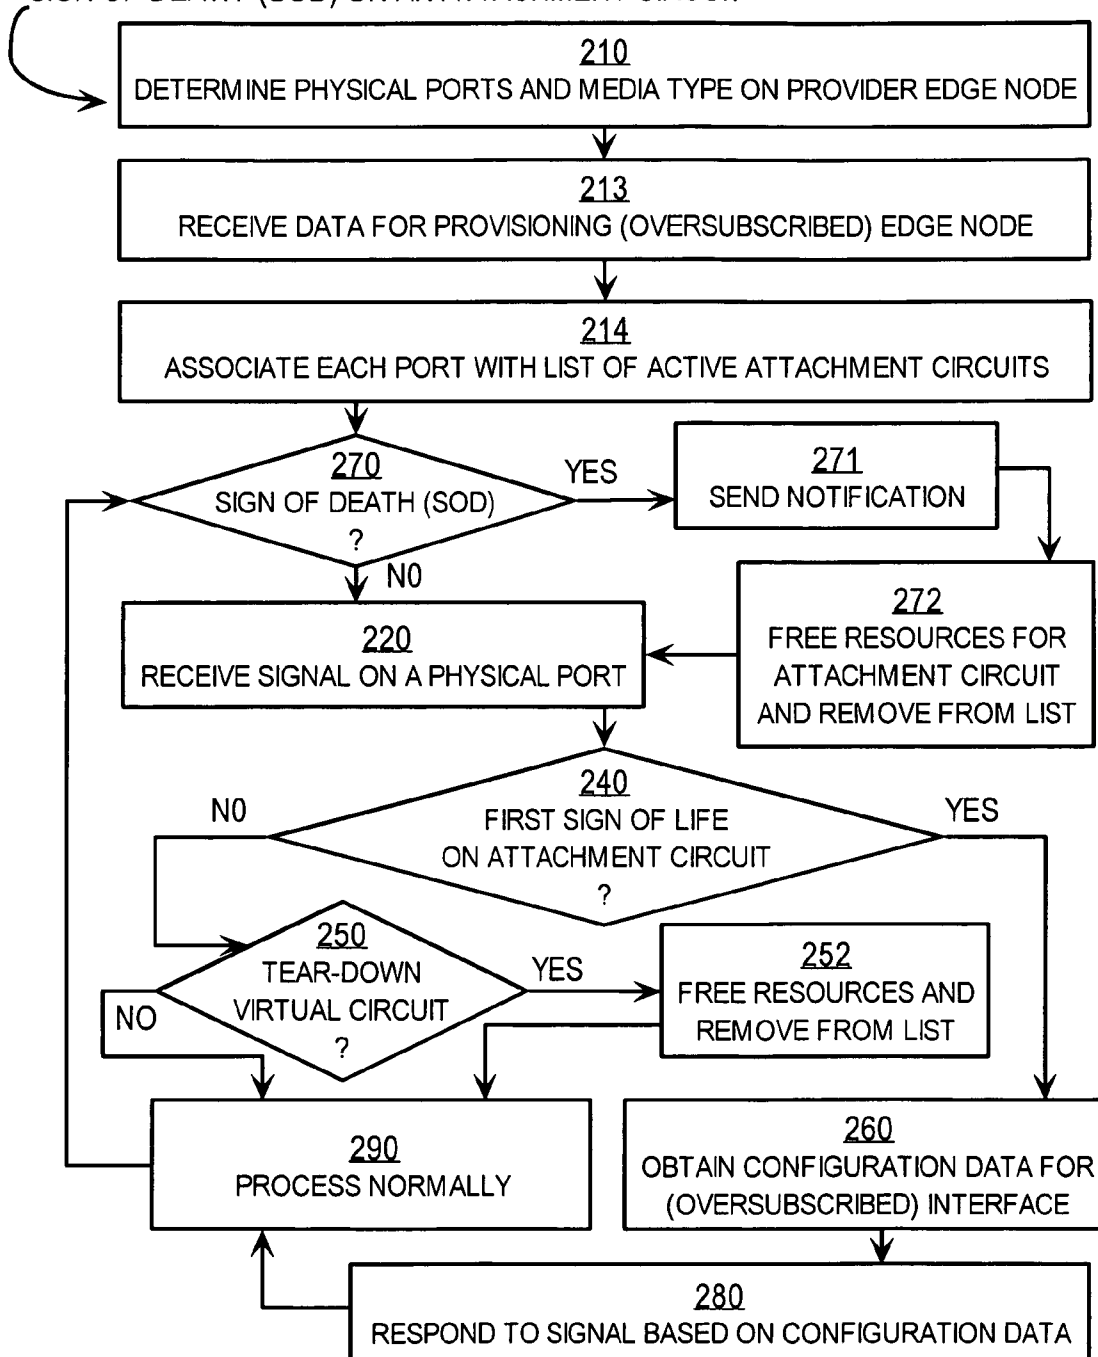 210
DETERMINE PHYSICAL PORTS AND MEDIA TYPE ON PROVIDER EDGE NODE
213
RECEIVE DATA FOR PROVISIONING (OVERSUBSCRIBED) EDGE NODE
214
ASSOCIATE EACH PORT WITH LIST OF ACTIVE ATTACHMENT CIRCUITS
270
SIGN OF DEATH (SOD)
?
YES
271
SEND NOTIFICATION
NO
272
FREE RESOURCES FOR
ATTACHMENT CIRCUIT
AND REMOVE FROM LIST
220
RECEIVE SIGNAL ON A PHYSICAL PORT
240
FIRST SIGN OF LIFE
ON ATTACHMENT CIRCUIT
?
NO
YES
250
TEAR-DOWN
VIRTUAL CIRCUIT
?
YES
NO
252
FREE RESOURCES AND
REMOVE FROM LIST
290
PROCESS NORMALLY
260
OBTAIN CONFIGURATION DATA FOR
(OVERSUBSCRIBED) INTERFACE
280
RESPOND TO SIGNAL BASED ON CONFIGURATION DATA